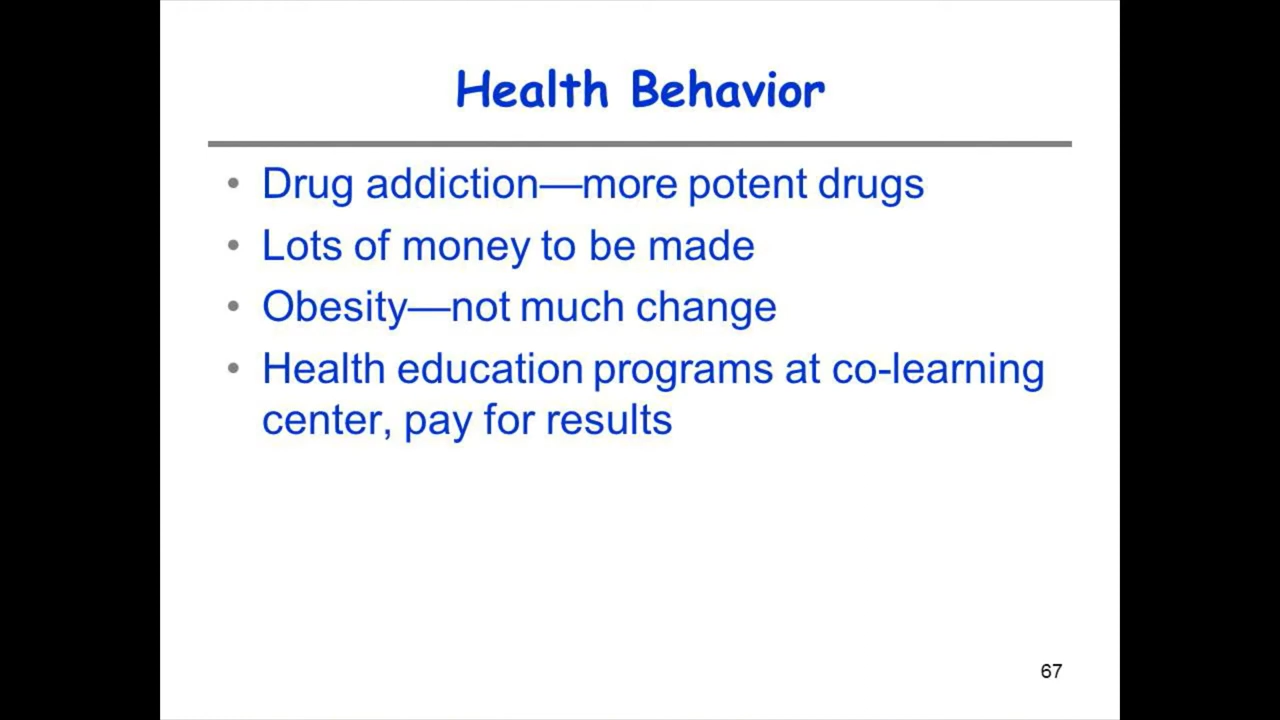 Health Behavior
• Drug addiction—more potent drugs
• Lots of money to be made
• Obesity—not much change
• Health education programs at co-learning
center, pay for results
67